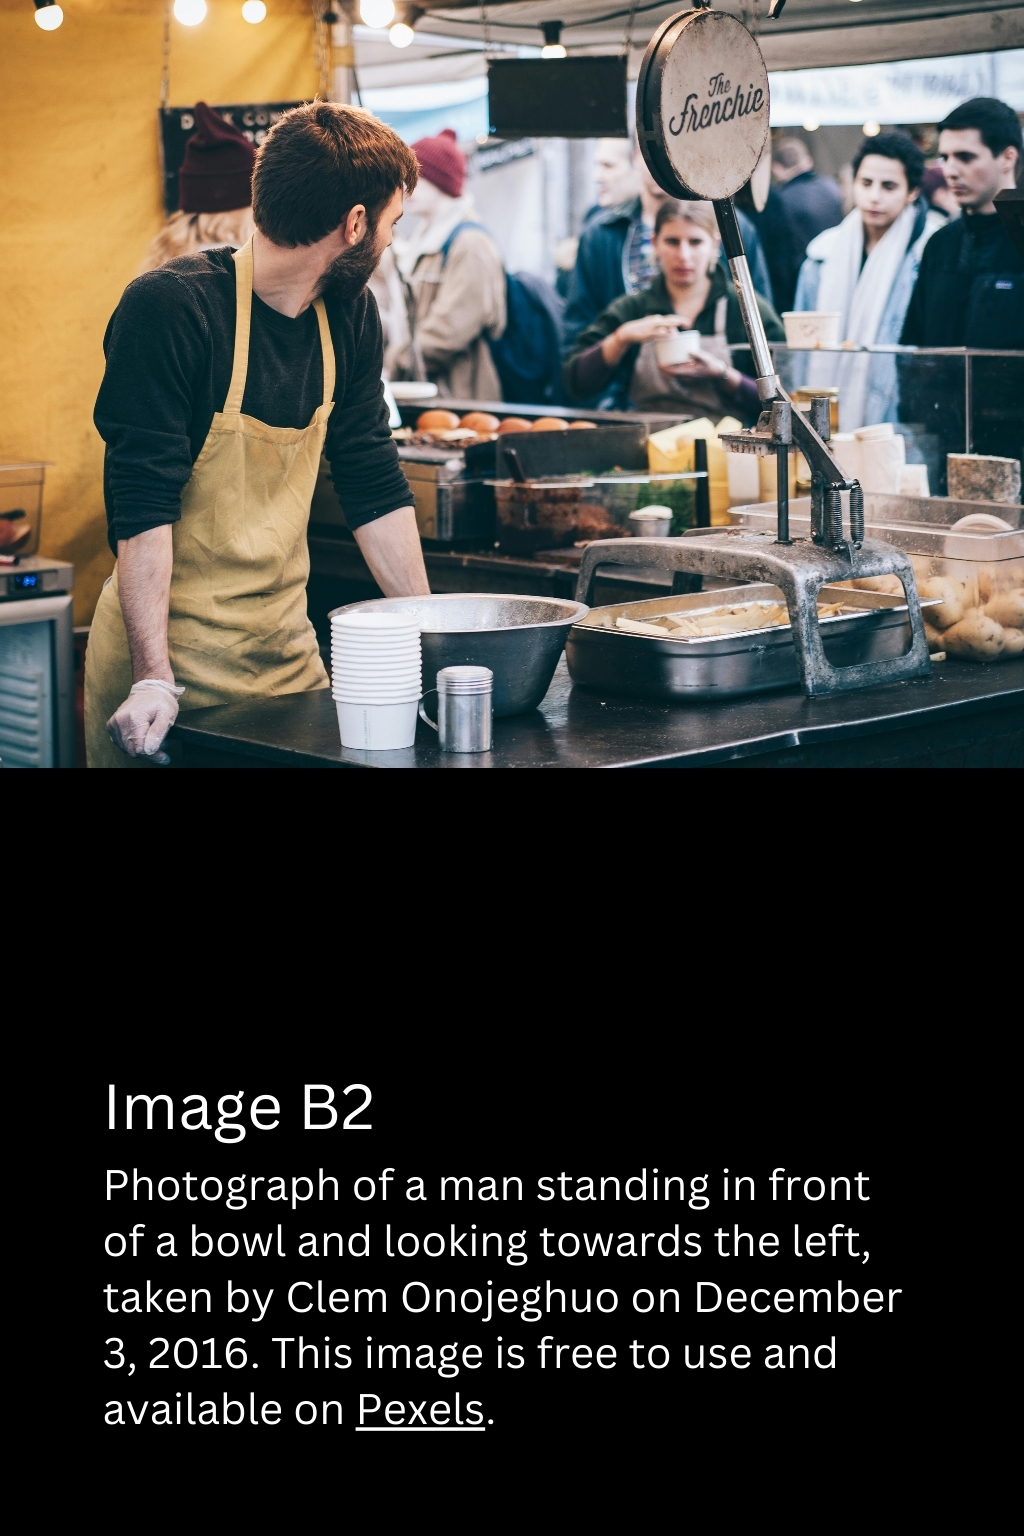 The
Frenchie
Image B2
Photograph of a man standing in front
of a bowl and looking towards the left,
taken by Clem Onojeghuo on December
3, 2016. This image is free to use and
available on Pexels.